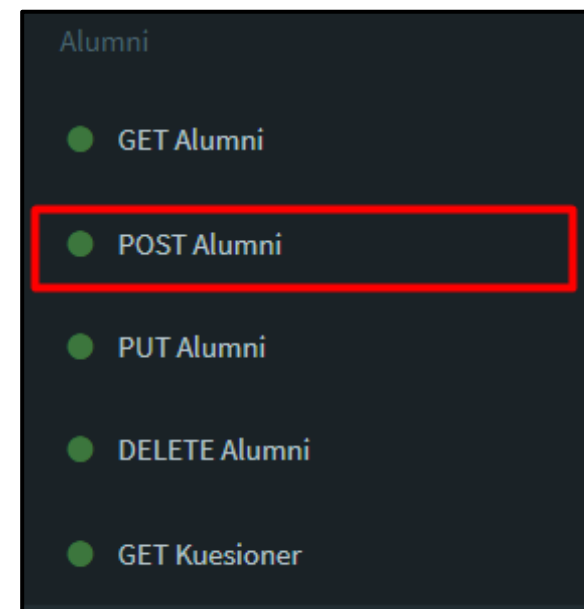 Alumni
GET Alumni
POST Alumni
PUT Alumni
DELETE Alumni
GET Kuesioner